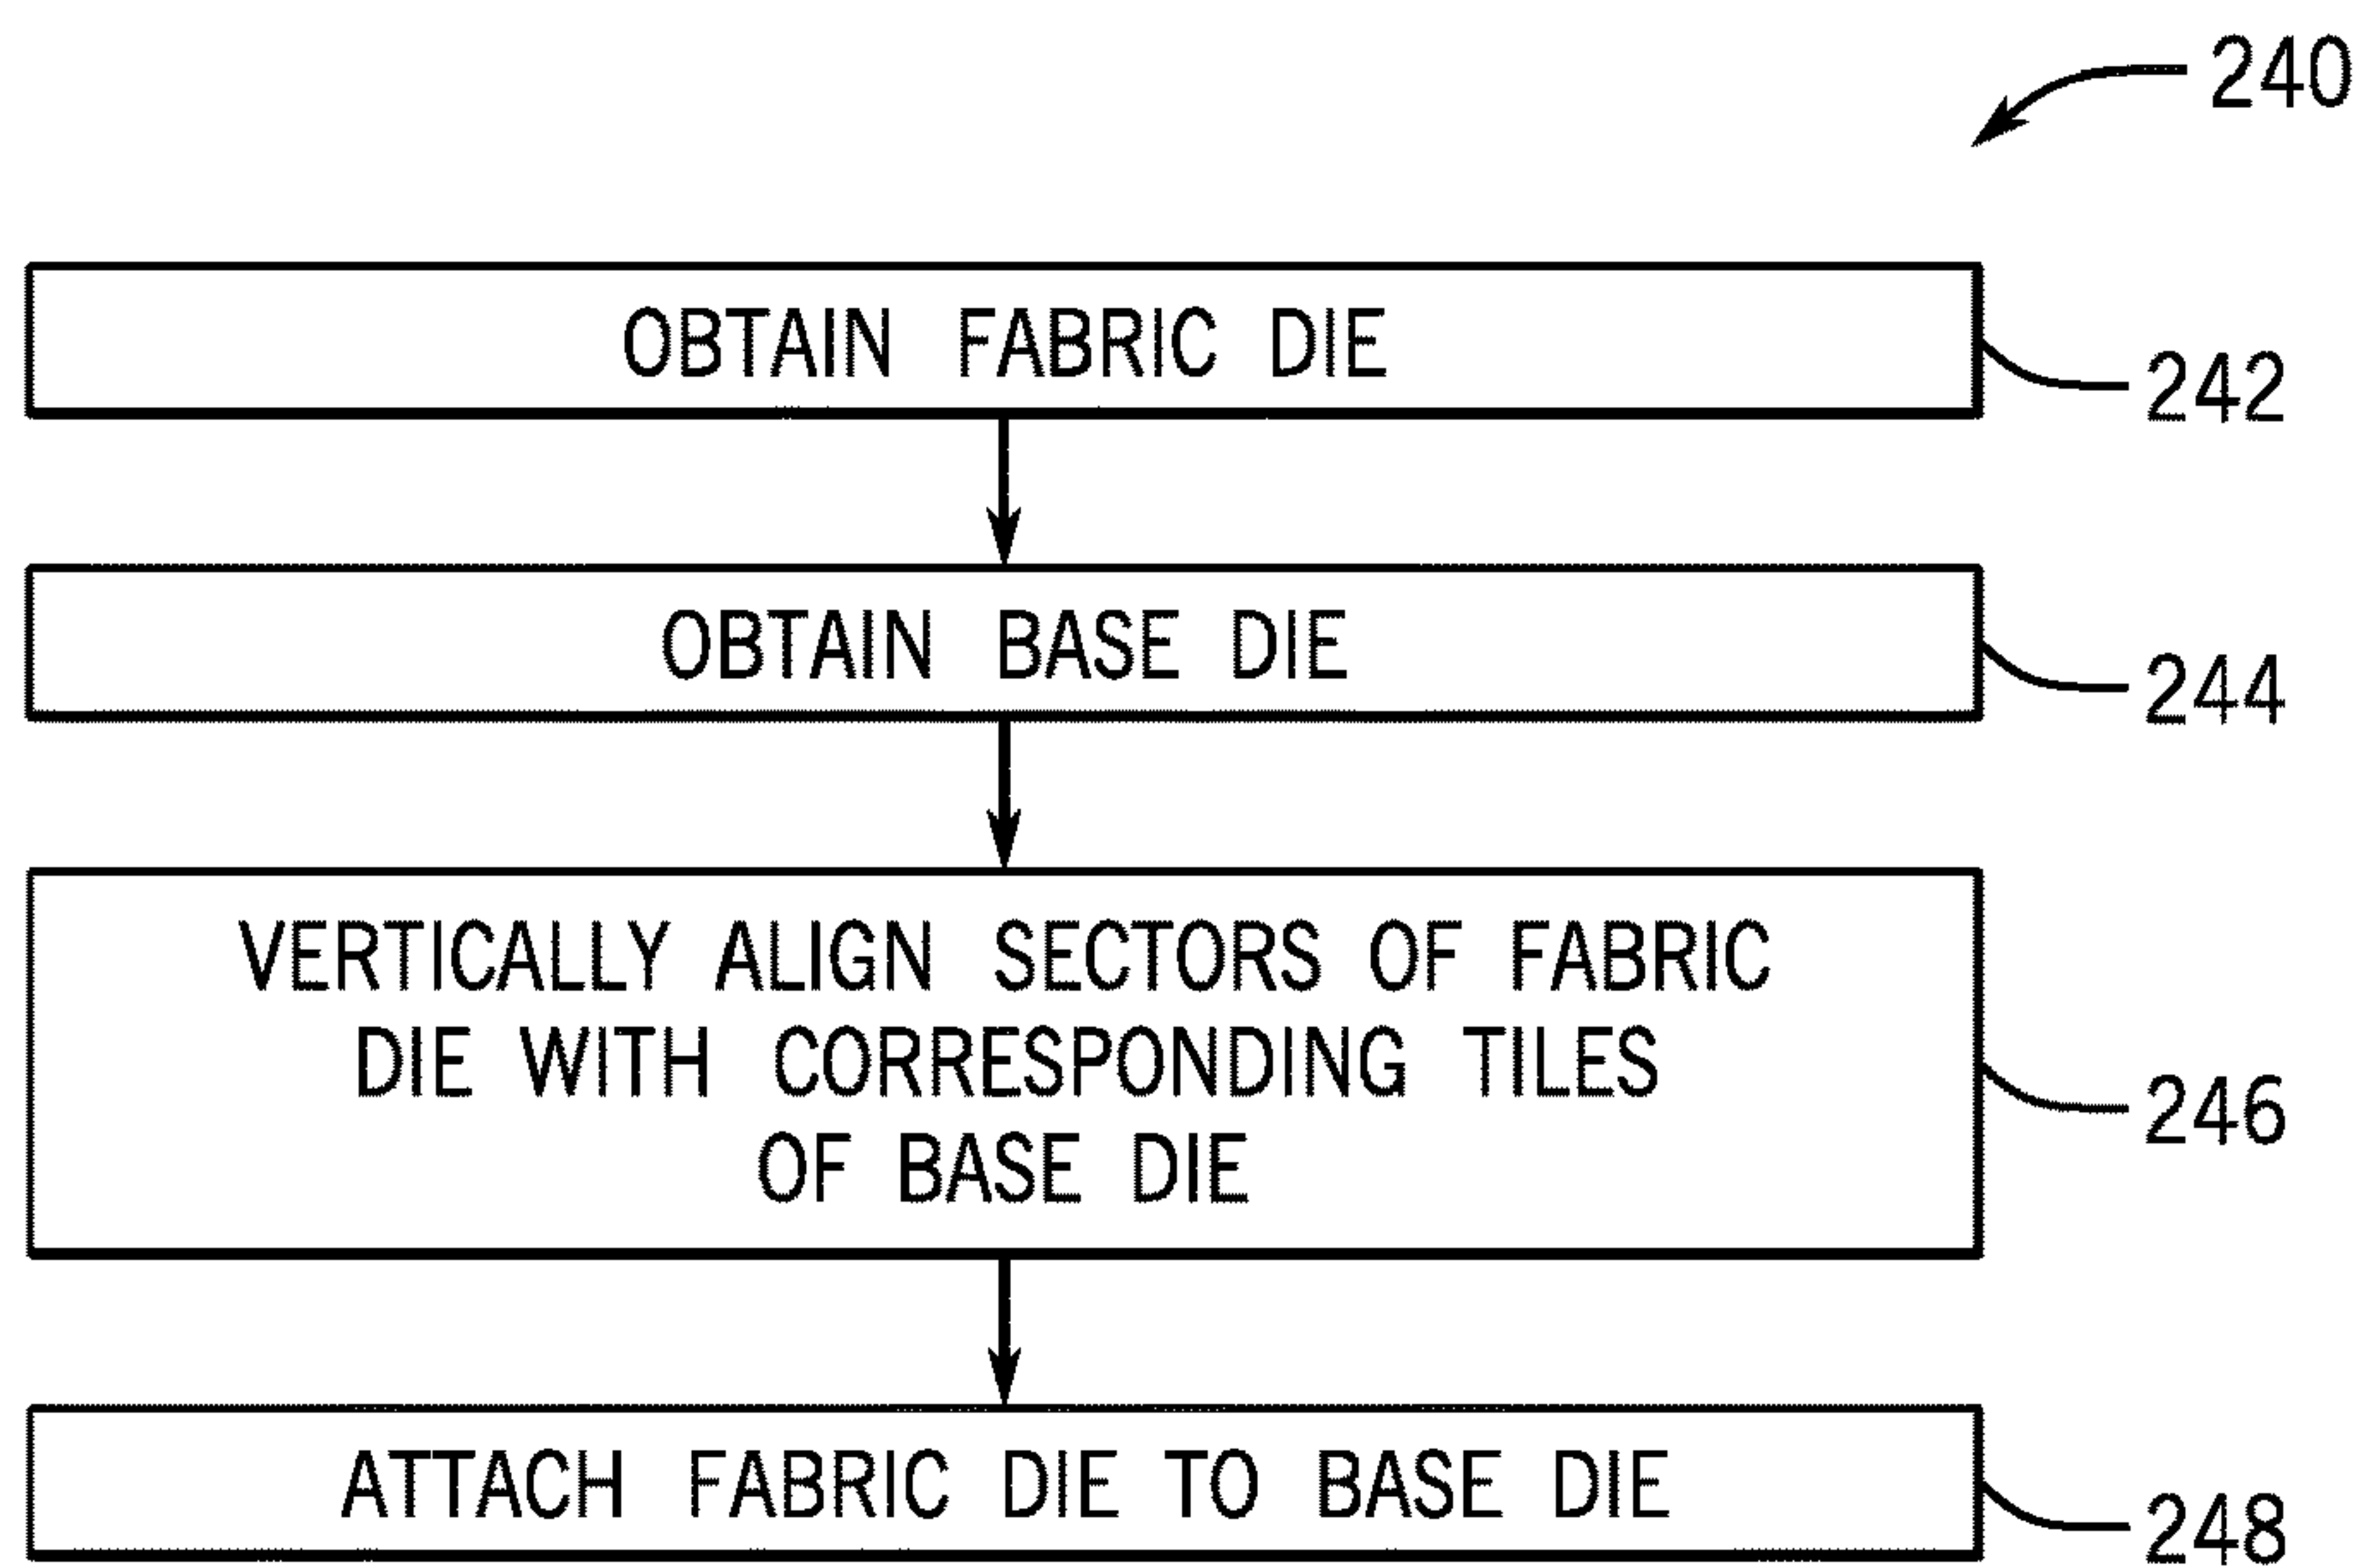 240
OBTAIN FABRIC DIE
242
OBTAIN BASE DIE
244
VERTICALLY ALIGN SECTORS OF FABRIC
DIE WITH CORRESPONDING TILES
OF BASE DIE
246
ATTACH FABRIC DIE TO BASE DIE
248